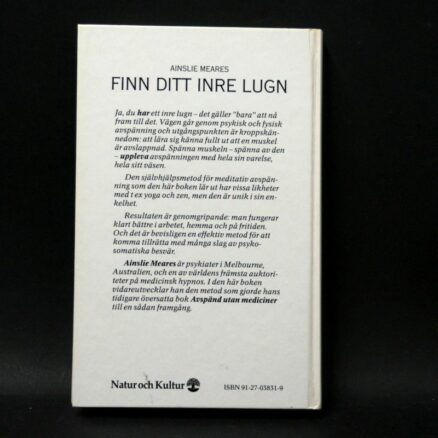 AINSLIE MEARES
FINN DITT INRE LUGN
Ja, du har ett inre lugn – det gäller "bara" att nå
fram till det. Vägen går genom psykisk och fysisk
avspänning och utgångspunkten är kroppskän-
nedom: att lära sig känna fullt ut att en muskel
är avslappnad. Spänna muskeln – spänna av den
– uppleva avspänningen med hela sin varelse,
hela sitt väsen.
Den självhjälpsmetod för meditativ avspän-
ning som den här boken lär ut har vissa likheter
med t ex yoga och zen, men den är unik i sin en-
kelhet.
Resultaten är genomgripande: man fungerar
klart bättre i arbetet, hemma och på fritiden.
Och det är bevisligen en effektiv metod för att
komma tillrätta med många slag av psyko-
somatiska besvär.
Ainslie Meares är psykiater i Melbourne,
Australien, och en av världens främsta auktori-
teter på medicinsk hypnos. I den här boken
vidareutvecklar han den metod som gjorde hans
tidigare översatta bok Avspänd utan mediciner
till en sådan framgång.
Natur och Kultur
ISBN 91-27-03831-9